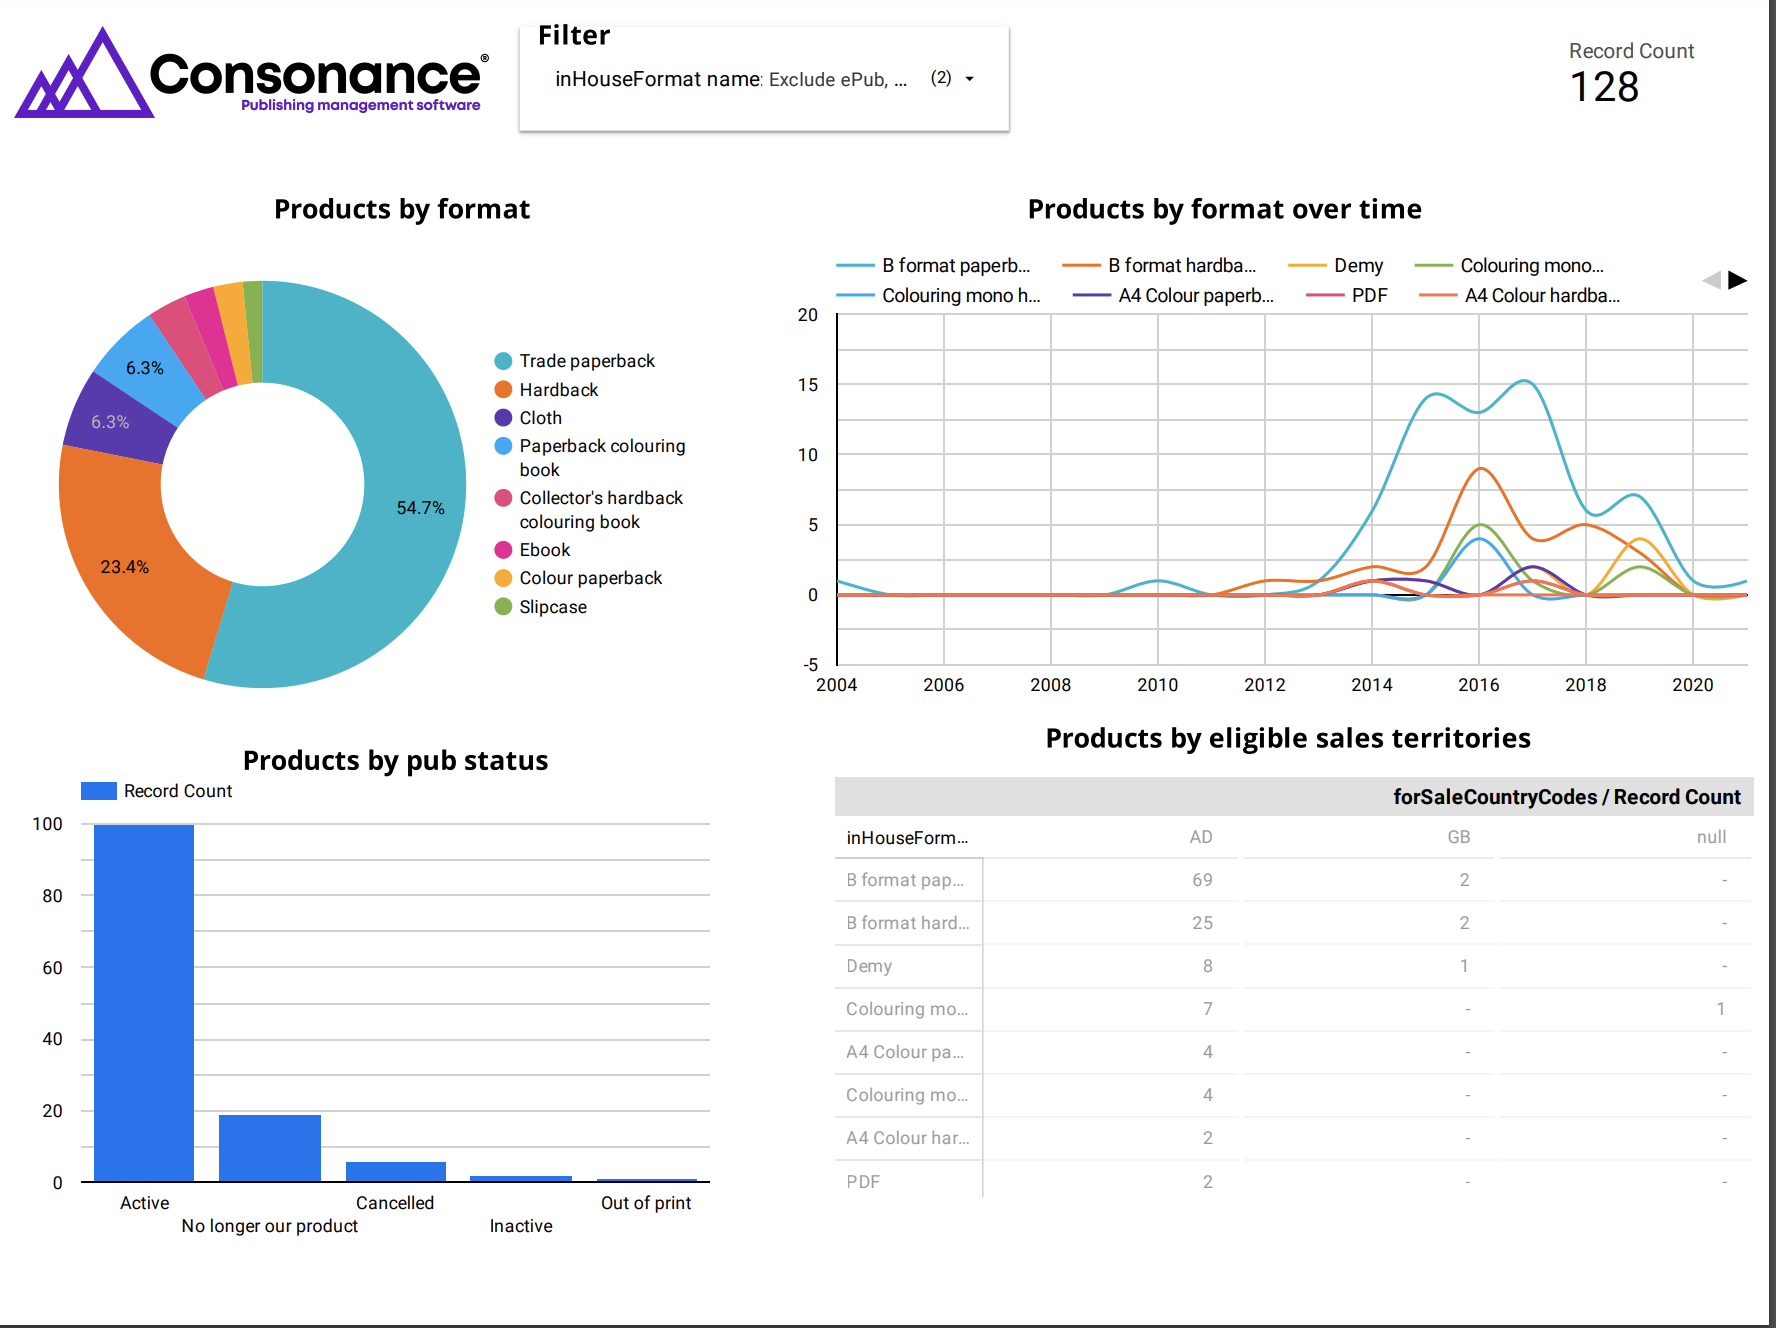 Consonance®
Publishing management software
Filter
inHouseFormat name: Exclude ePub, ... (2)
Record Count
128
Products by format
54.7%
23.4%
6.3%
6.3%
Trade paperback
Hardback
Cloth
Paperback colouring
book
Collector's hardback
colouring book
Ebook
Colour paperback
Slipcase
Products by format over time
B format paperb... B format hardba... Demy Colouring mono...
Colouring mono h... A4 Colour paperb... PDF A4 Colour hardba...
20
15
10
5
0
-5
2004 2006 2008 2010 2012 2014 2016 2018 2020
Products by pub status
Record Count
100
80
60
40
20
0
Active Cancelled Out of print
No longer our product Inactive
Products by eligible sales territories
forSaleCountryCodes / Record Count
inHouseForm... AD GB null
B format pap... 69 2 -
B format hard... 25 2 -
Demy 8 1 -
Colouring mo... 7 - 1
A4 Colour pa... 4 - -
Colouring mo... 4 - -
A4 Colour har... 2 - -
PDF 2 - -